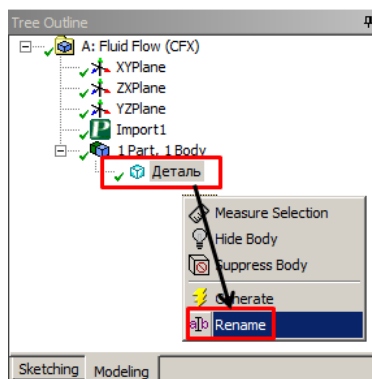 Tree Outline
A: Fluid Flow (CFX)
XYPlane
ZXPlane
YZPlane
Import1
1 Part, 1 Body
Деталь
Measure Selection
Hide Body
Suppress Body
Generate
Rename
Sketching Modeling